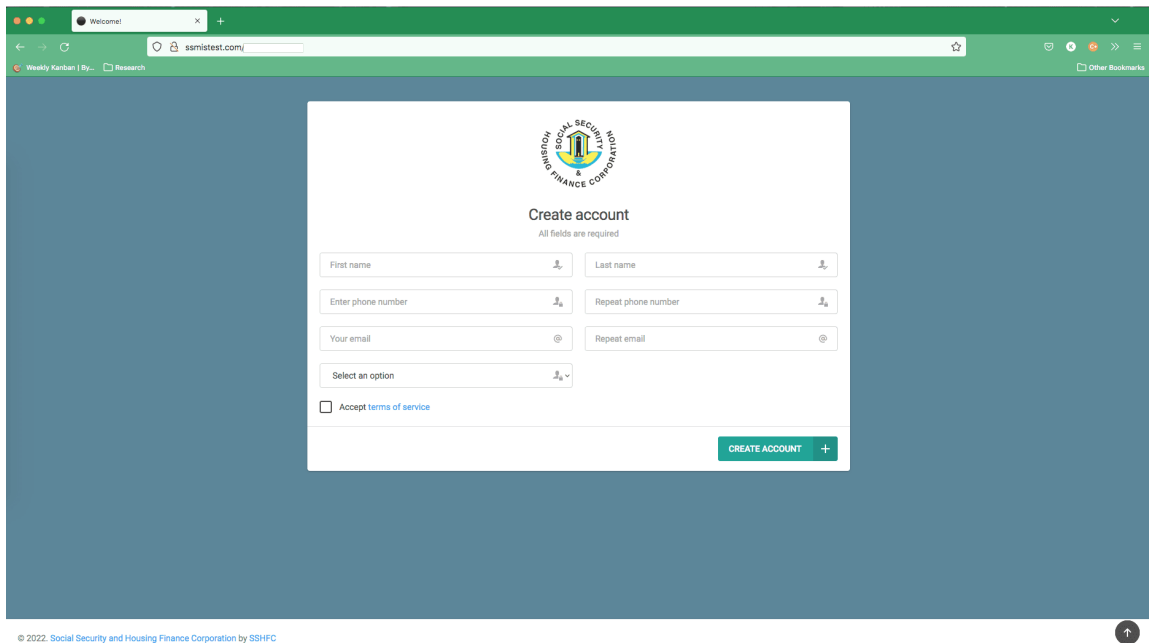 Welcome!
ssmistest.com/
Weekly Kanban | By... Research Other Bookmarks
SOCIAL SECURITY
&
HOUSING FINANCE CORPORATION
Create account
All fields are required
First name Last name
Enter phone number Repeat phone number
Your email @ Repeat email @
Select an option
Accept terms of service
CREATE ACCOUNT +
© 2022. Social Security and Housing Finance Corporation by SSHFC